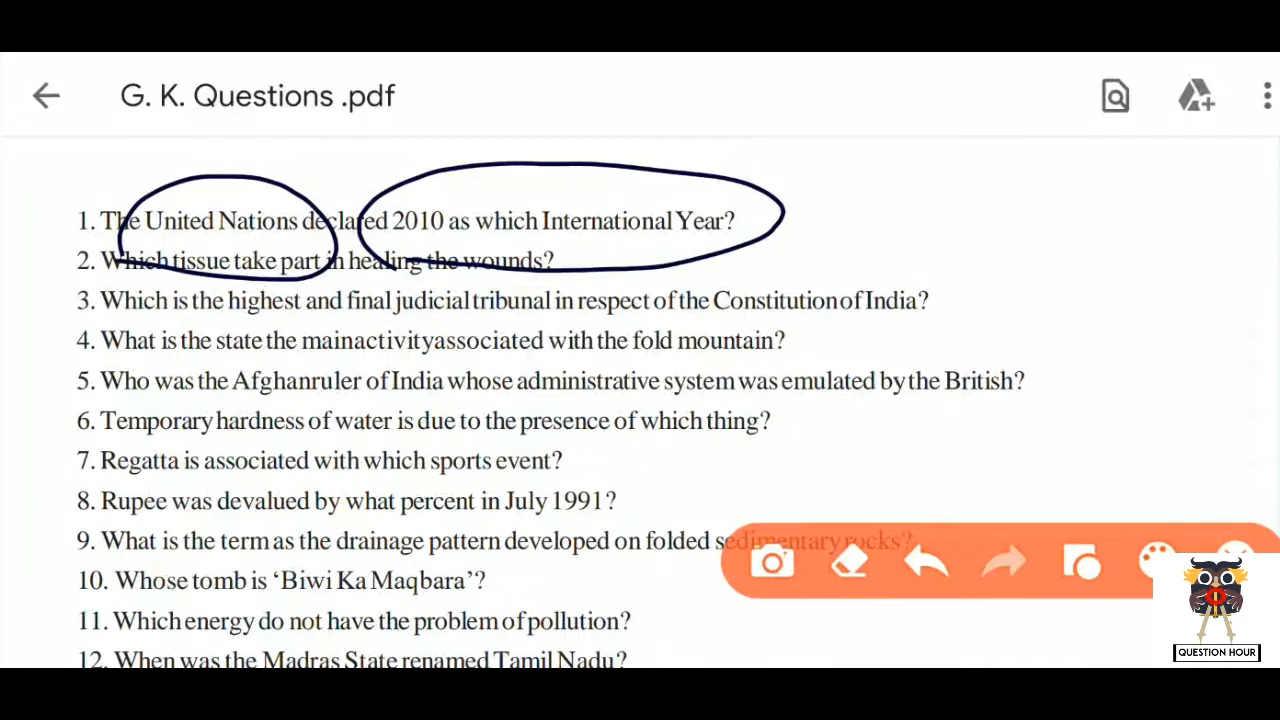 G. K. Questions .pdf
1. The United Nations declared 2010 as which International Year?
2. Which tissue take part in healing the wounds?
3. Which is the highest and final judicial tribunal in respect of the Constitution of India?
4. What is the state the mainactivityassociated with the fold mountain?
5. Who was the Afghanruler of India whose administrative system was emulated by the British?
6. Temporary hardness of water is due to the presence of which thing?
7. Regatta is associated with which sports event?
8. Rupee was devalued by what percent in July 1991?
9. What is the term as the drainage pattern developed on folded sedimentary rocks?
10. Whose tomb is ‘Biwi Ka Maqbara’?
11. Which energy do not have the problem of pollution?
12. When was the Madras State renamed Tamil Nadu?
QUESTION HOUR